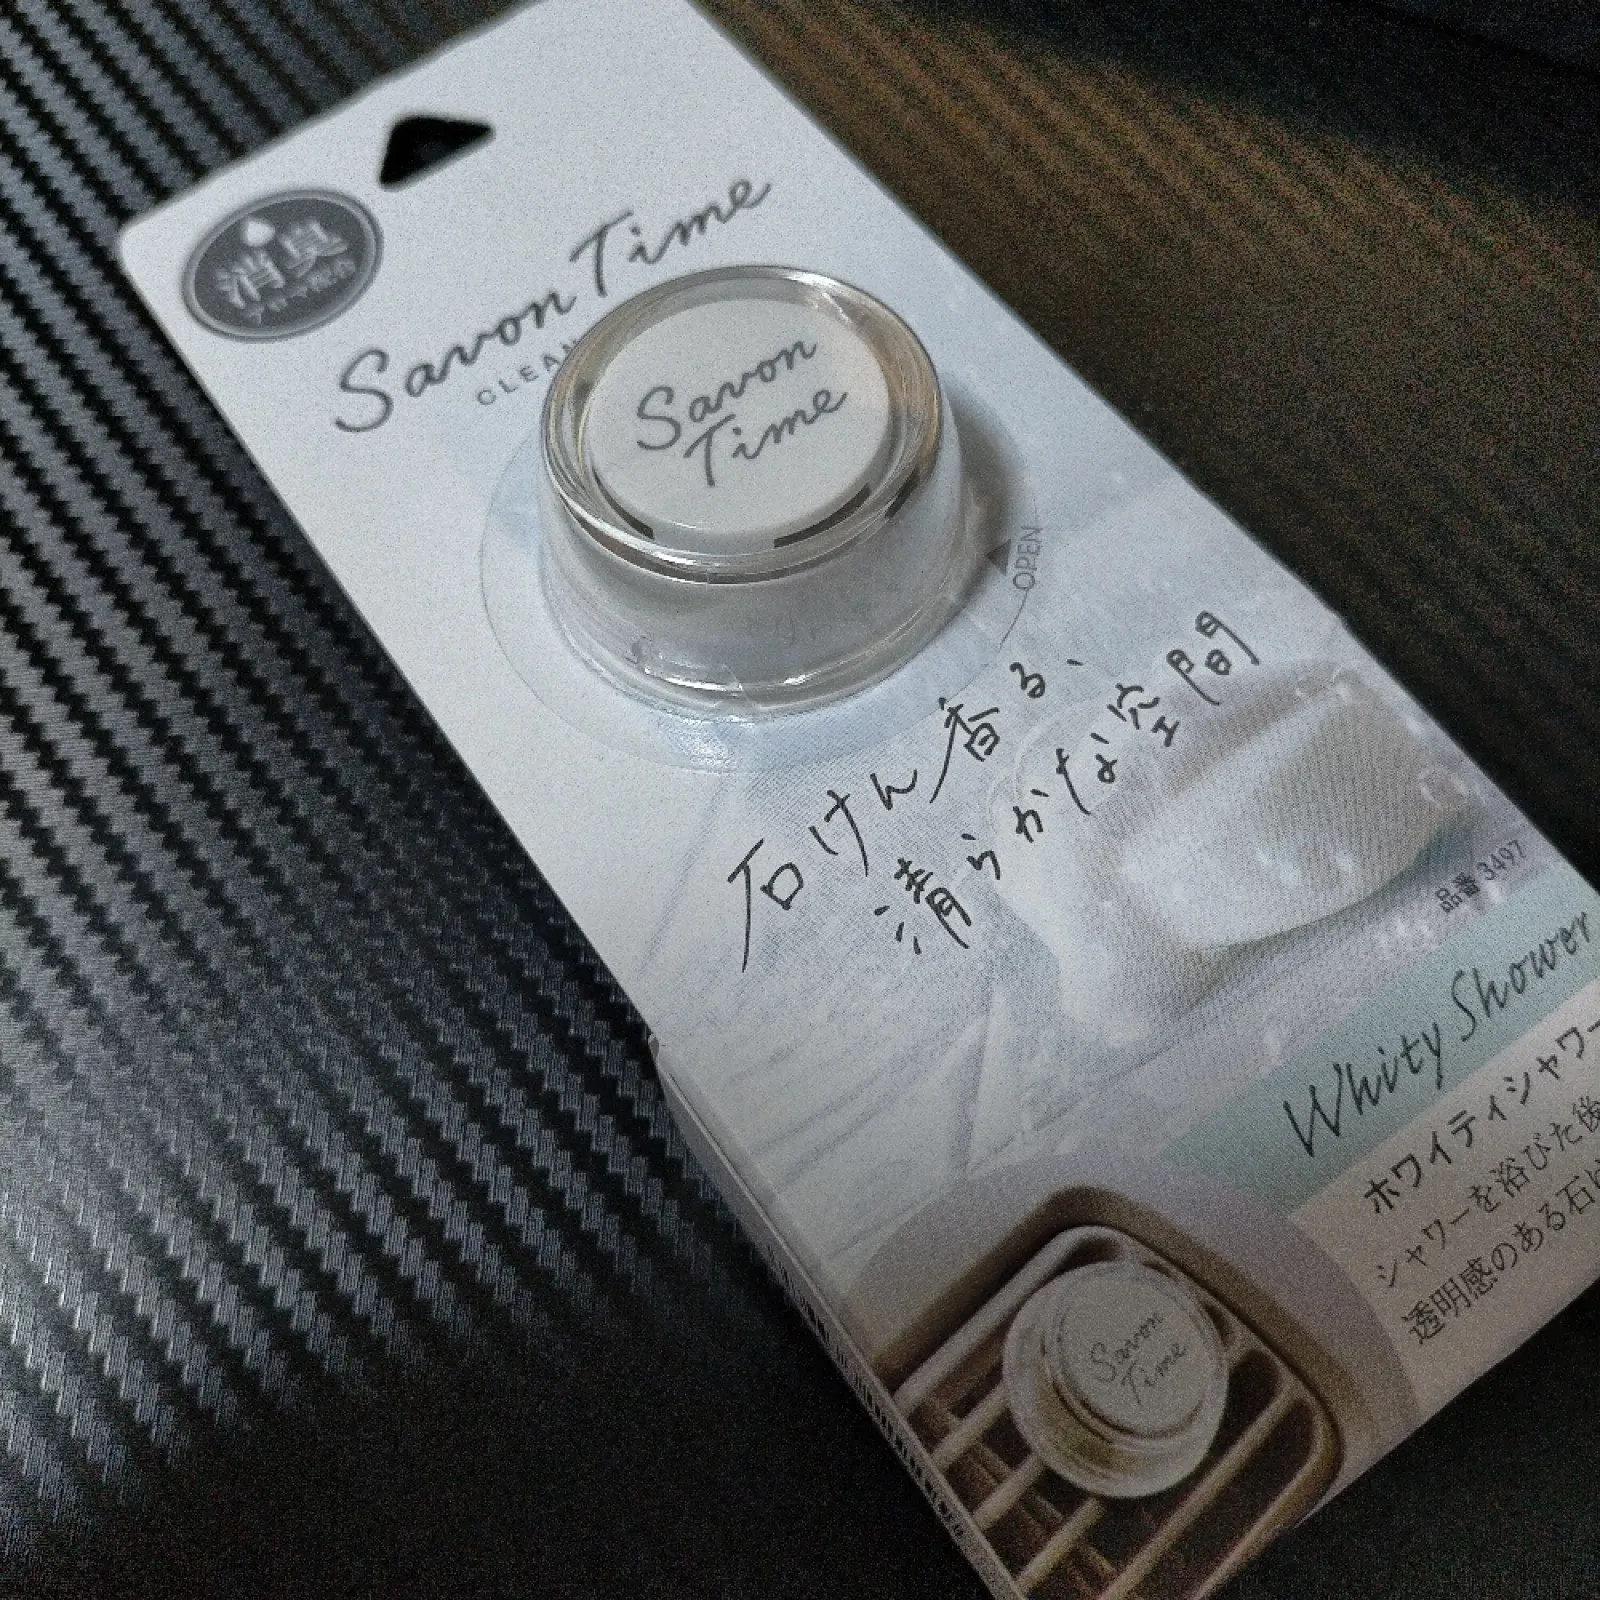 消臭
Savon Time
CLEAN
Savon
Time
OPEN
石けん香る、
清らかな空間
品番 3497
Whity Shower
ホワイティシャワー
シャワーを浴びた後
透明感のある石け
Savon
Time